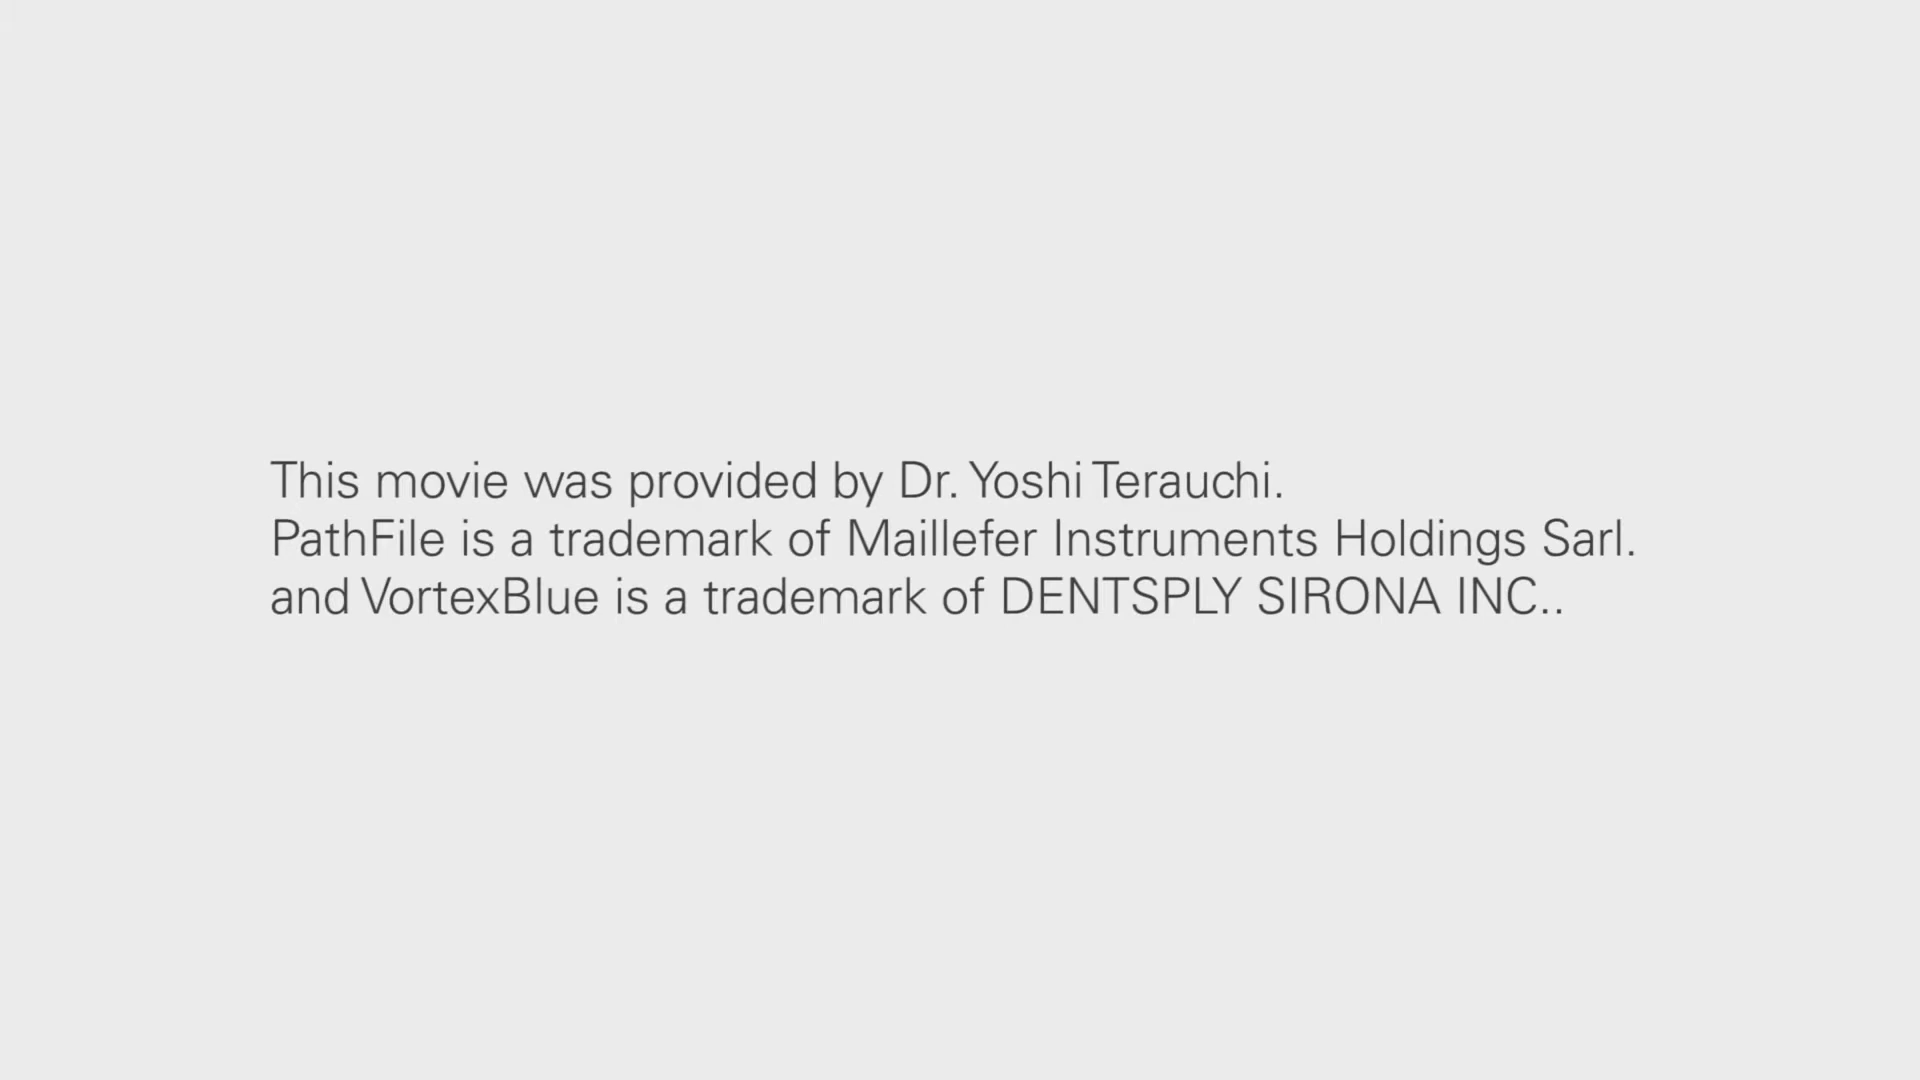 This movie was provided by Dr. Yoshi Terauchi.
PathFile is a trademark of Maillefer Instruments Holdings Sarl.
and VortexBlue is a trademark of DENTSPLY SIRONA INC..